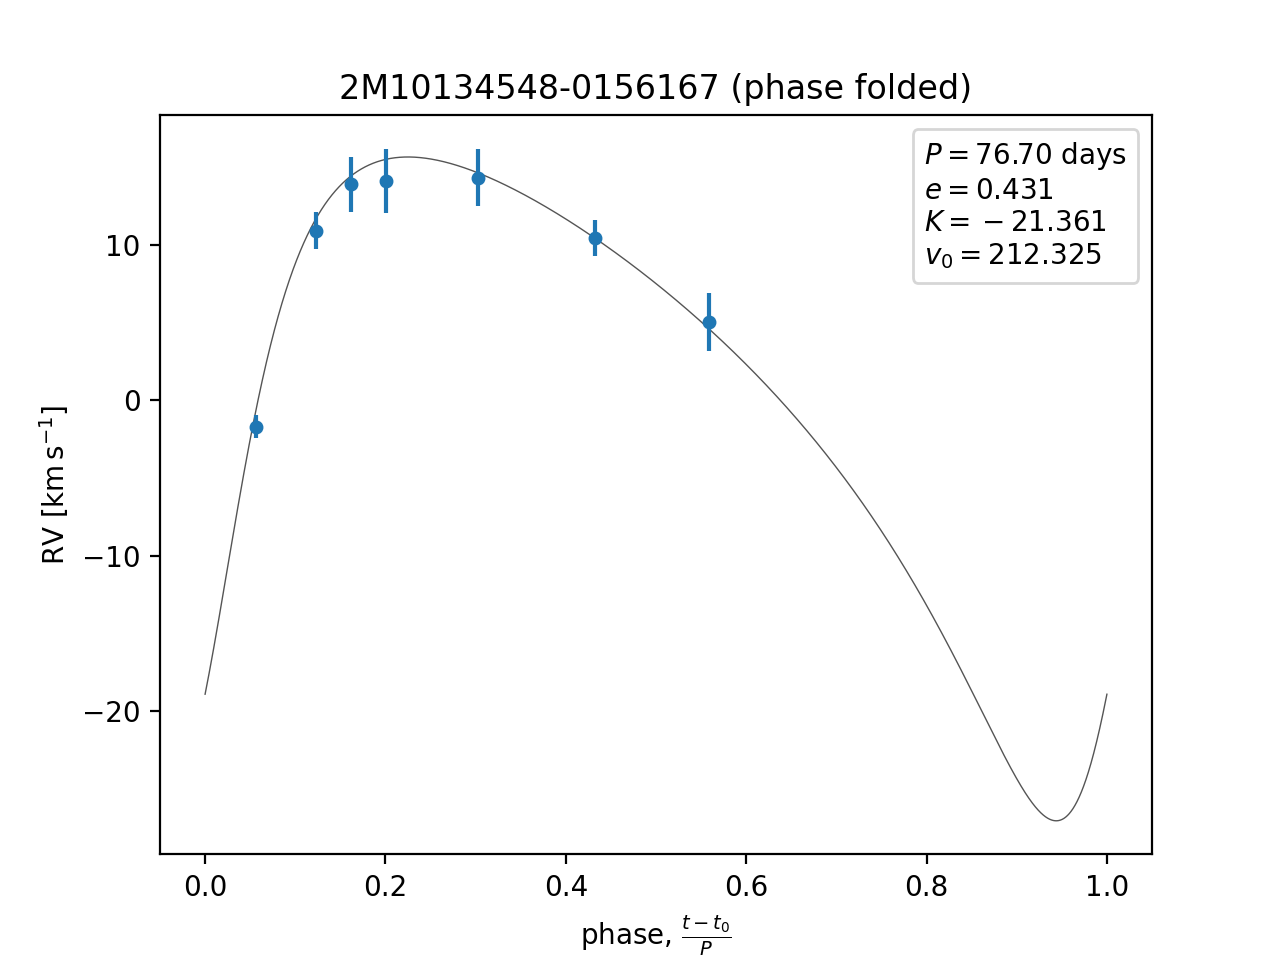 2M10134548-0156167 (phase folded)
P = 76.70 days
e = 0.431
K = −21.361
v₀ = 212.325
10
0
−10
−20
RV [km s⁻¹]
0.0 0.2 0.4 0.6 0.8 1.0
phase, (t − t₀)/P